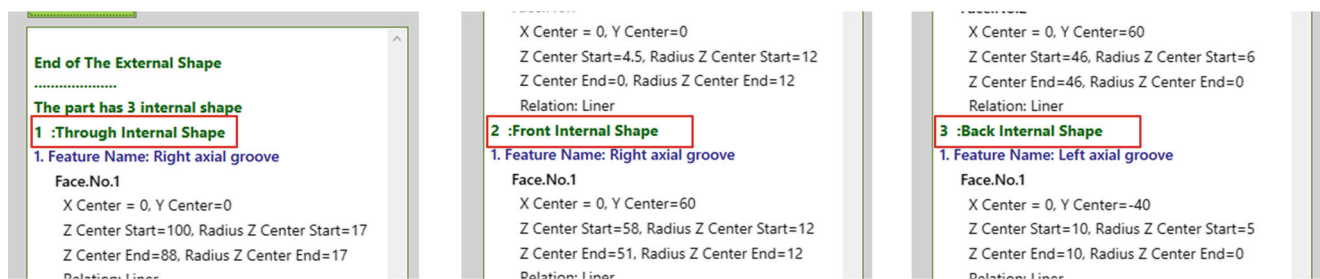 End of The External Shape
....................
The part has 3 internal shape
1 :Through Internal Shape
1. Feature Name: Right axial groove
Face.No.1
X Center = 0, Y Center=0
Z Center Start=100, Radius Z Center Start=17
Z Center End=88, Radius Z Center End=17
Relation: Liner
X Center = 0, Y Center=0
Z Center Start=4.5, Radius Z Center Start=12
Z Center End=0, Radius Z Center End=12
Relation: Liner
2 :Front Internal Shape
1. Feature Name: Right axial groove
Face.No.1
X Center = 0, Y Center=60
Z Center Start=58, Radius Z Center Start=12
Z Center End=51, Radius Z Center End=12
Relation: Liner
X Center = 0, Y Center=60
Z Center Start=46, Radius Z Center Start=6
Z Center End=46, Radius Z Center End=0
Relation: Liner
3 :Back Internal Shape
1. Feature Name: Left axial groove
Face.No.1
X Center = 0, Y Center=-40
Z Center Start=10, Radius Z Center Start=5
Z Center End=10, Radius Z Center End=0
Relation: Liner